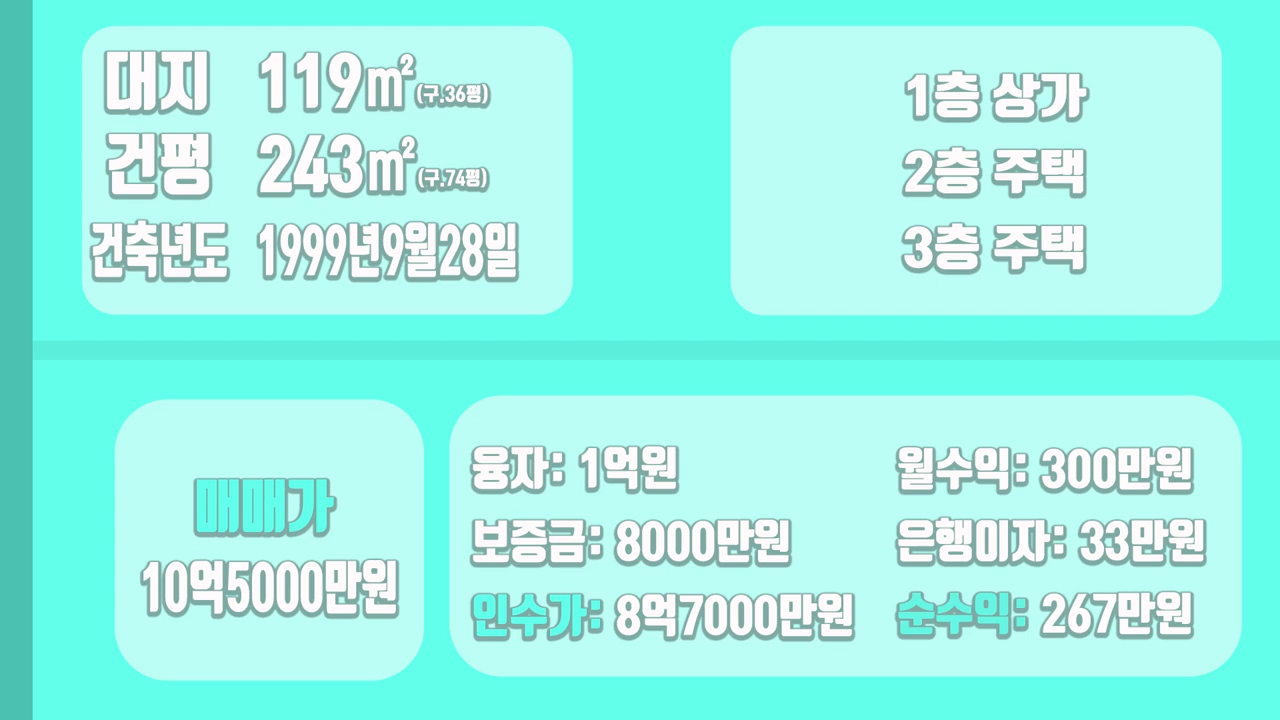 대지 119㎡(구.36평)
건평 243㎡(구.74평)
건축년도 1999년9월28일
1층 상가
2층 주택
3층 주택
매매가
10억5000만원
융자: 1억원
보증금: 8000만원
인수가: 8억7000만원
월수익: 300만원
은행이자: 33만원
순수익: 267만원